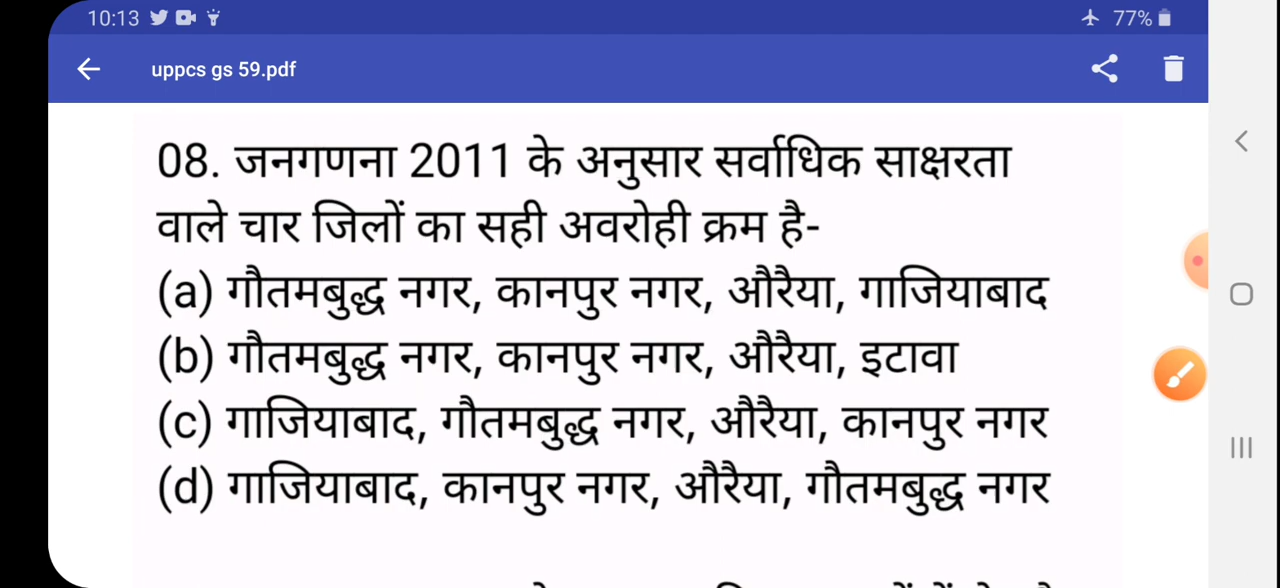 10:13
77%
uppcs gs 59.pdf
08. जनगणना 2011 के अनुसार सर्वाधिक साक्षरता
वाले चार जिलों का सही अवरोही क्रम है-
(a) गौतमबुद्ध नगर, कानपुर नगर, औरैया, गाजियाबाद
(b) गौतमबुद्ध नगर, कानपुर नगर, औरैया, इटावा
(c) गाजियाबाद, गौतमबुद्ध नगर, औरैया, कानपुर नगर
(d) गाजियाबाद, कानपुर नगर, औरैया, गौतमबुद्ध नगर